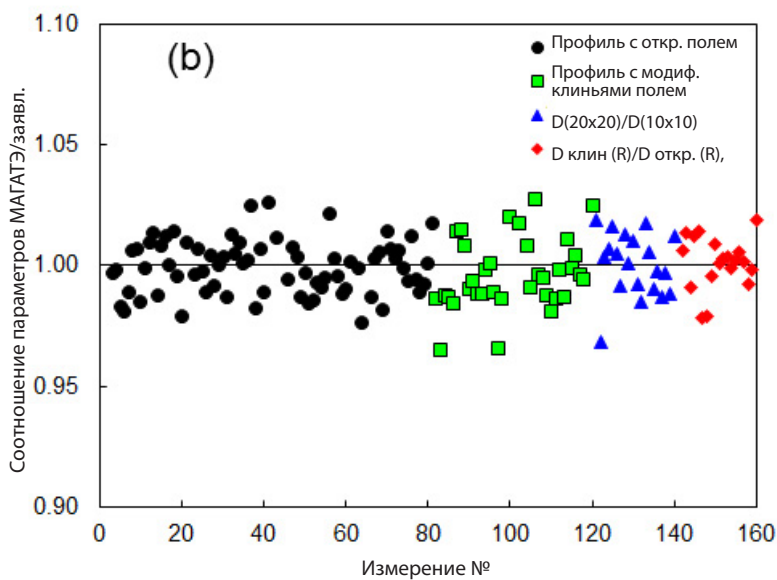 1.10
(b)
Профиль с откр. полем
Профиль с модиф.
клиньями полем
D(20x20)/D(10x10)
D клин (R)/D откр. (R),
1.05
1.00
0.95
0.90
Соотношение параметров МАГАТЭ/заявл.
0 20 40 60 80 100 120 140 160
Измерение №